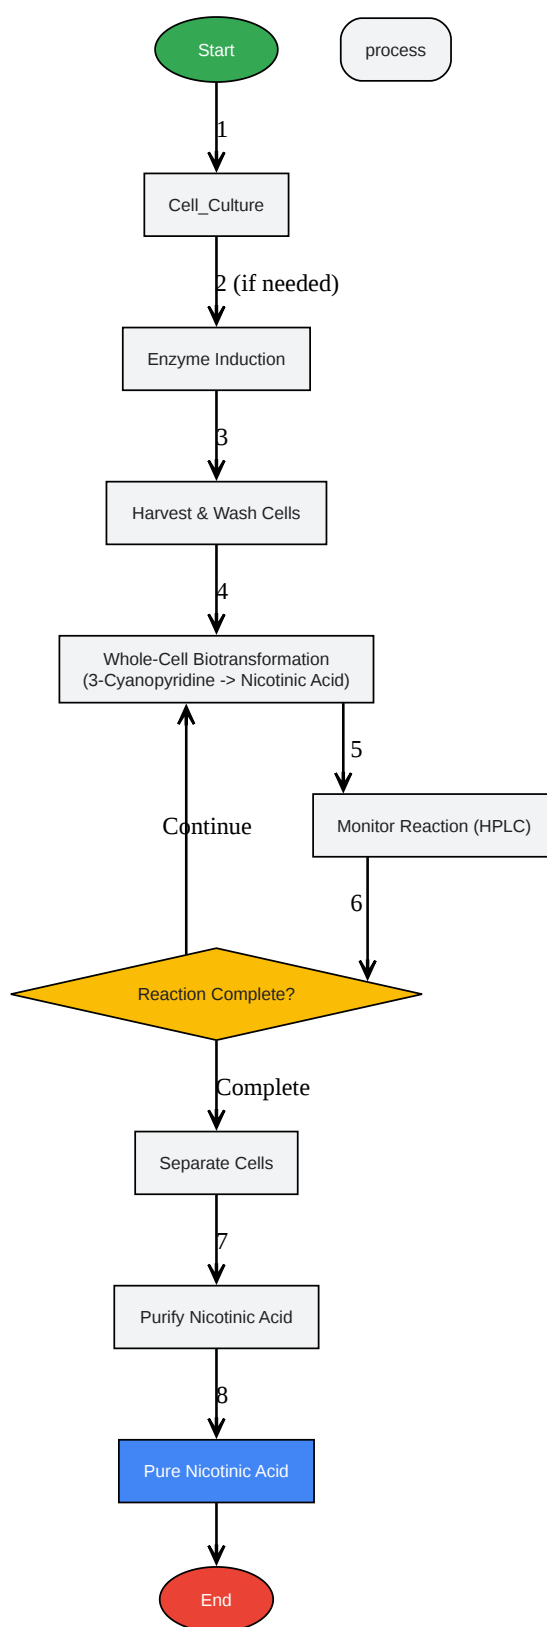 Start
process
1
Cell_Culture
2 (if needed)
Enzyme Induction
3
Harvest & Wash Cells
4
Whole-Cell Biotransformation
(3-Cyanopyridine -> Nicotinic Acid)
5
Continue
Monitor Reaction (HPLC)
6
Reaction Complete?
Complete
Separate Cells
7
Purify Nicotinic Acid
8
Pure Nicotinic Acid
End